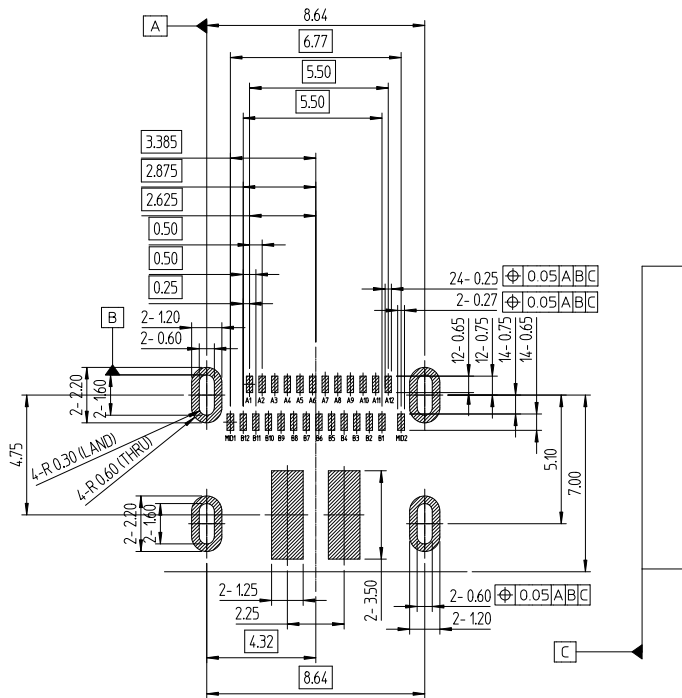 A
8.64
6.77
5.50
5.50
3.385
2.875
2.625
0.50
0.50
0.25
24- 0.25 ⌖ 0.05 A B C
2- 0.27 ⌖ 0.05 A B C
B
2- 1.20
2- 0.60
12- 0.65
12- 0.75
14- 0.75
14- 0.65
2- 2.20
2- 1.60
A1 A2 A3 A4 A5 A6 A7 A8 A9 A10 A11 A12
MID1 B12 B11 B10 B9 B8 B7 B6 B5 B4 B3 B2 B1 MID2
4.75
4-R 0.30 (LAND)
4-R 0.60 (THRU)
5.10
7.00
2- 2.20
2- 1.60
2- 1.25
2.25
2- 3.50
2- 0.60 ⌖ 0.05 A B C
2- 1.20
4.32
C
8.64